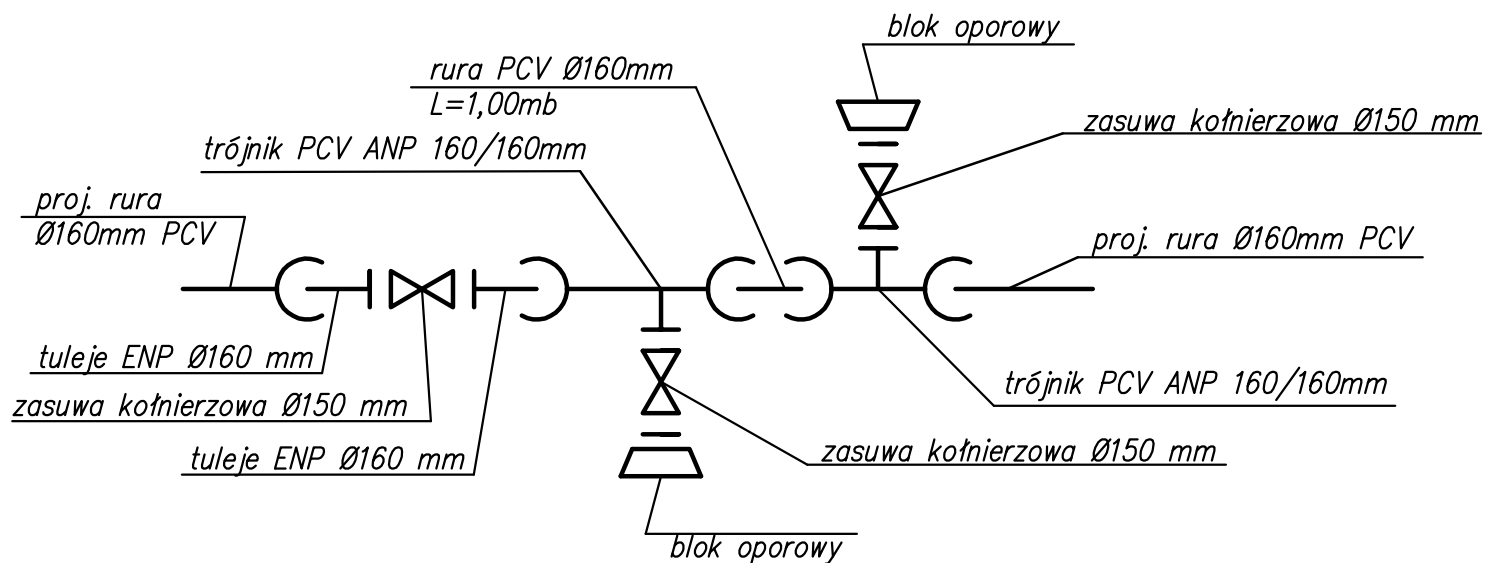 blok oporowy
rura PCV Ø160mm
L=1,00mb
zasuwa kołnierzowa Ø150 mm
trójnik PCV ANP 160/160mm
proj. rura
Ø160mm PCV
proj. rura Ø160mm PCV
tuleje ENP Ø160 mm
trójnik PCV ANP 160/160mm
zasuwa kołnierzowa Ø150 mm
zasuwa kołnierzowa Ø150 mm
tuleje ENP Ø160 mm
blok oporowy